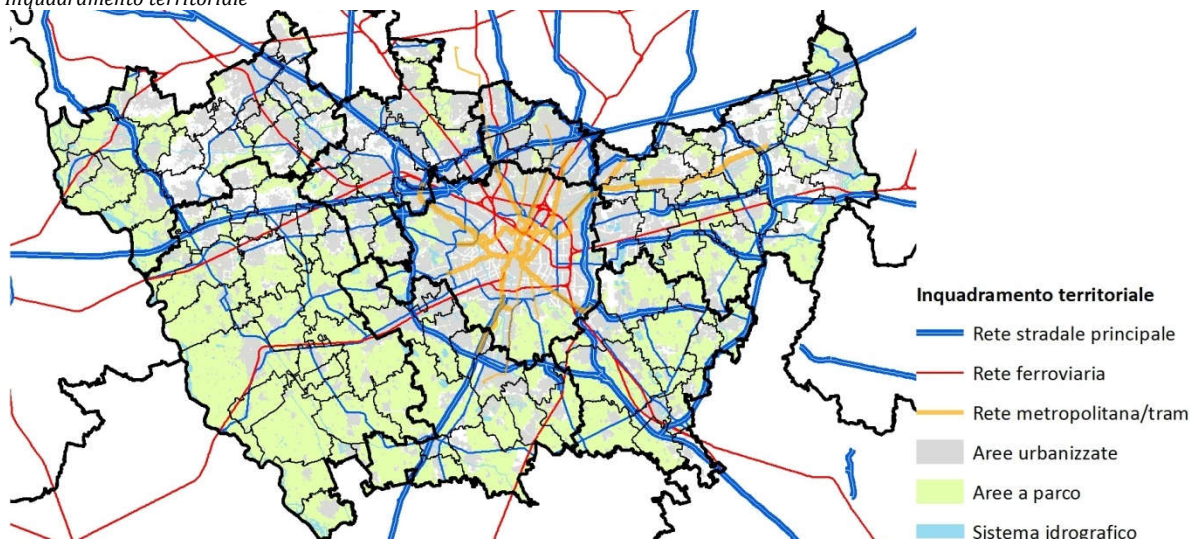 Inquadramento territoriale
Inquadramento territoriale
Rete stradale principale
Rete ferroviaria
Rete metropolitana/tram
Aree urbanizzate
Aree a parco
Sistema idrografico